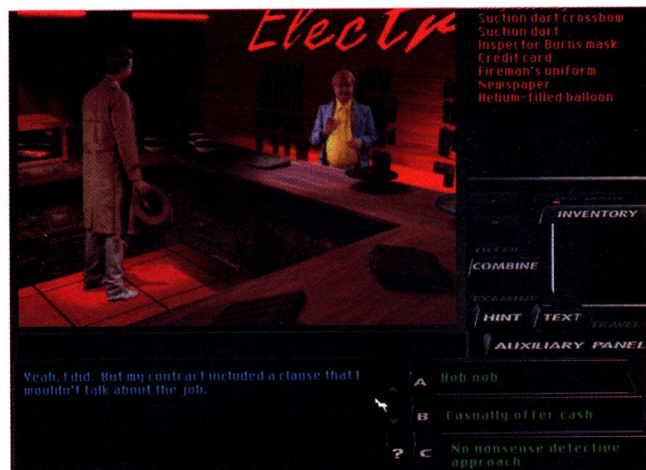 Electr
Suction dart crossbow
Suction dart
Inspector Burns mask
Credit card
Fireman's uniform
Newspaper
Helium-filled balloon
INVENTORY
COMBINE
EXAMINE
HINT
TEXT
TRAVEL
AUXILIARY PANEL
Yeah, I did. But my contract included a clause that I
wouldn't talk about the job.
A Hob nob
B Casually offer cash
? C No nonsense detective
approach